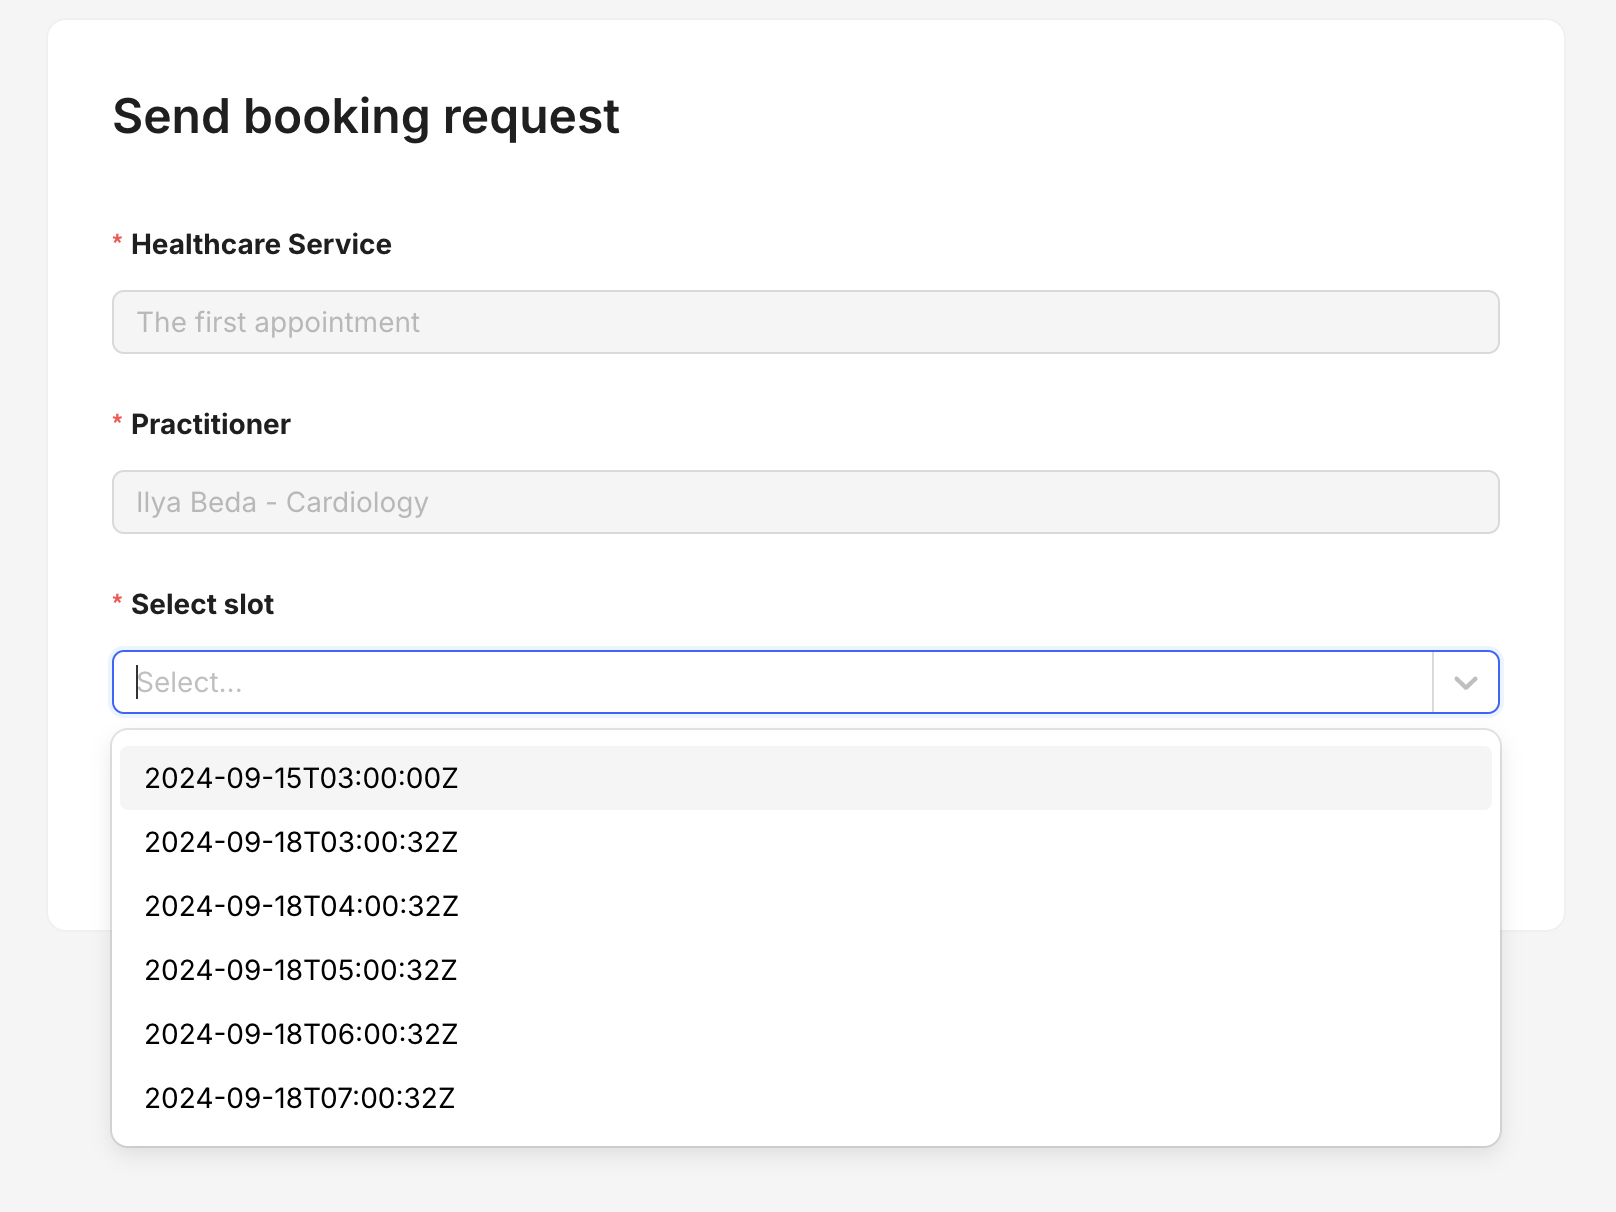 Send booking request
* Healthcare Service
The first appointment
* Practitioner
Ilya Beda - Cardiology
* Select slot
Select...
2024-09-15T03:00:00Z
2024-09-18T03:00:32Z
2024-09-18T04:00:32Z
2024-09-18T05:00:32Z
2024-09-18T06:00:32Z
2024-09-18T07:00:32Z